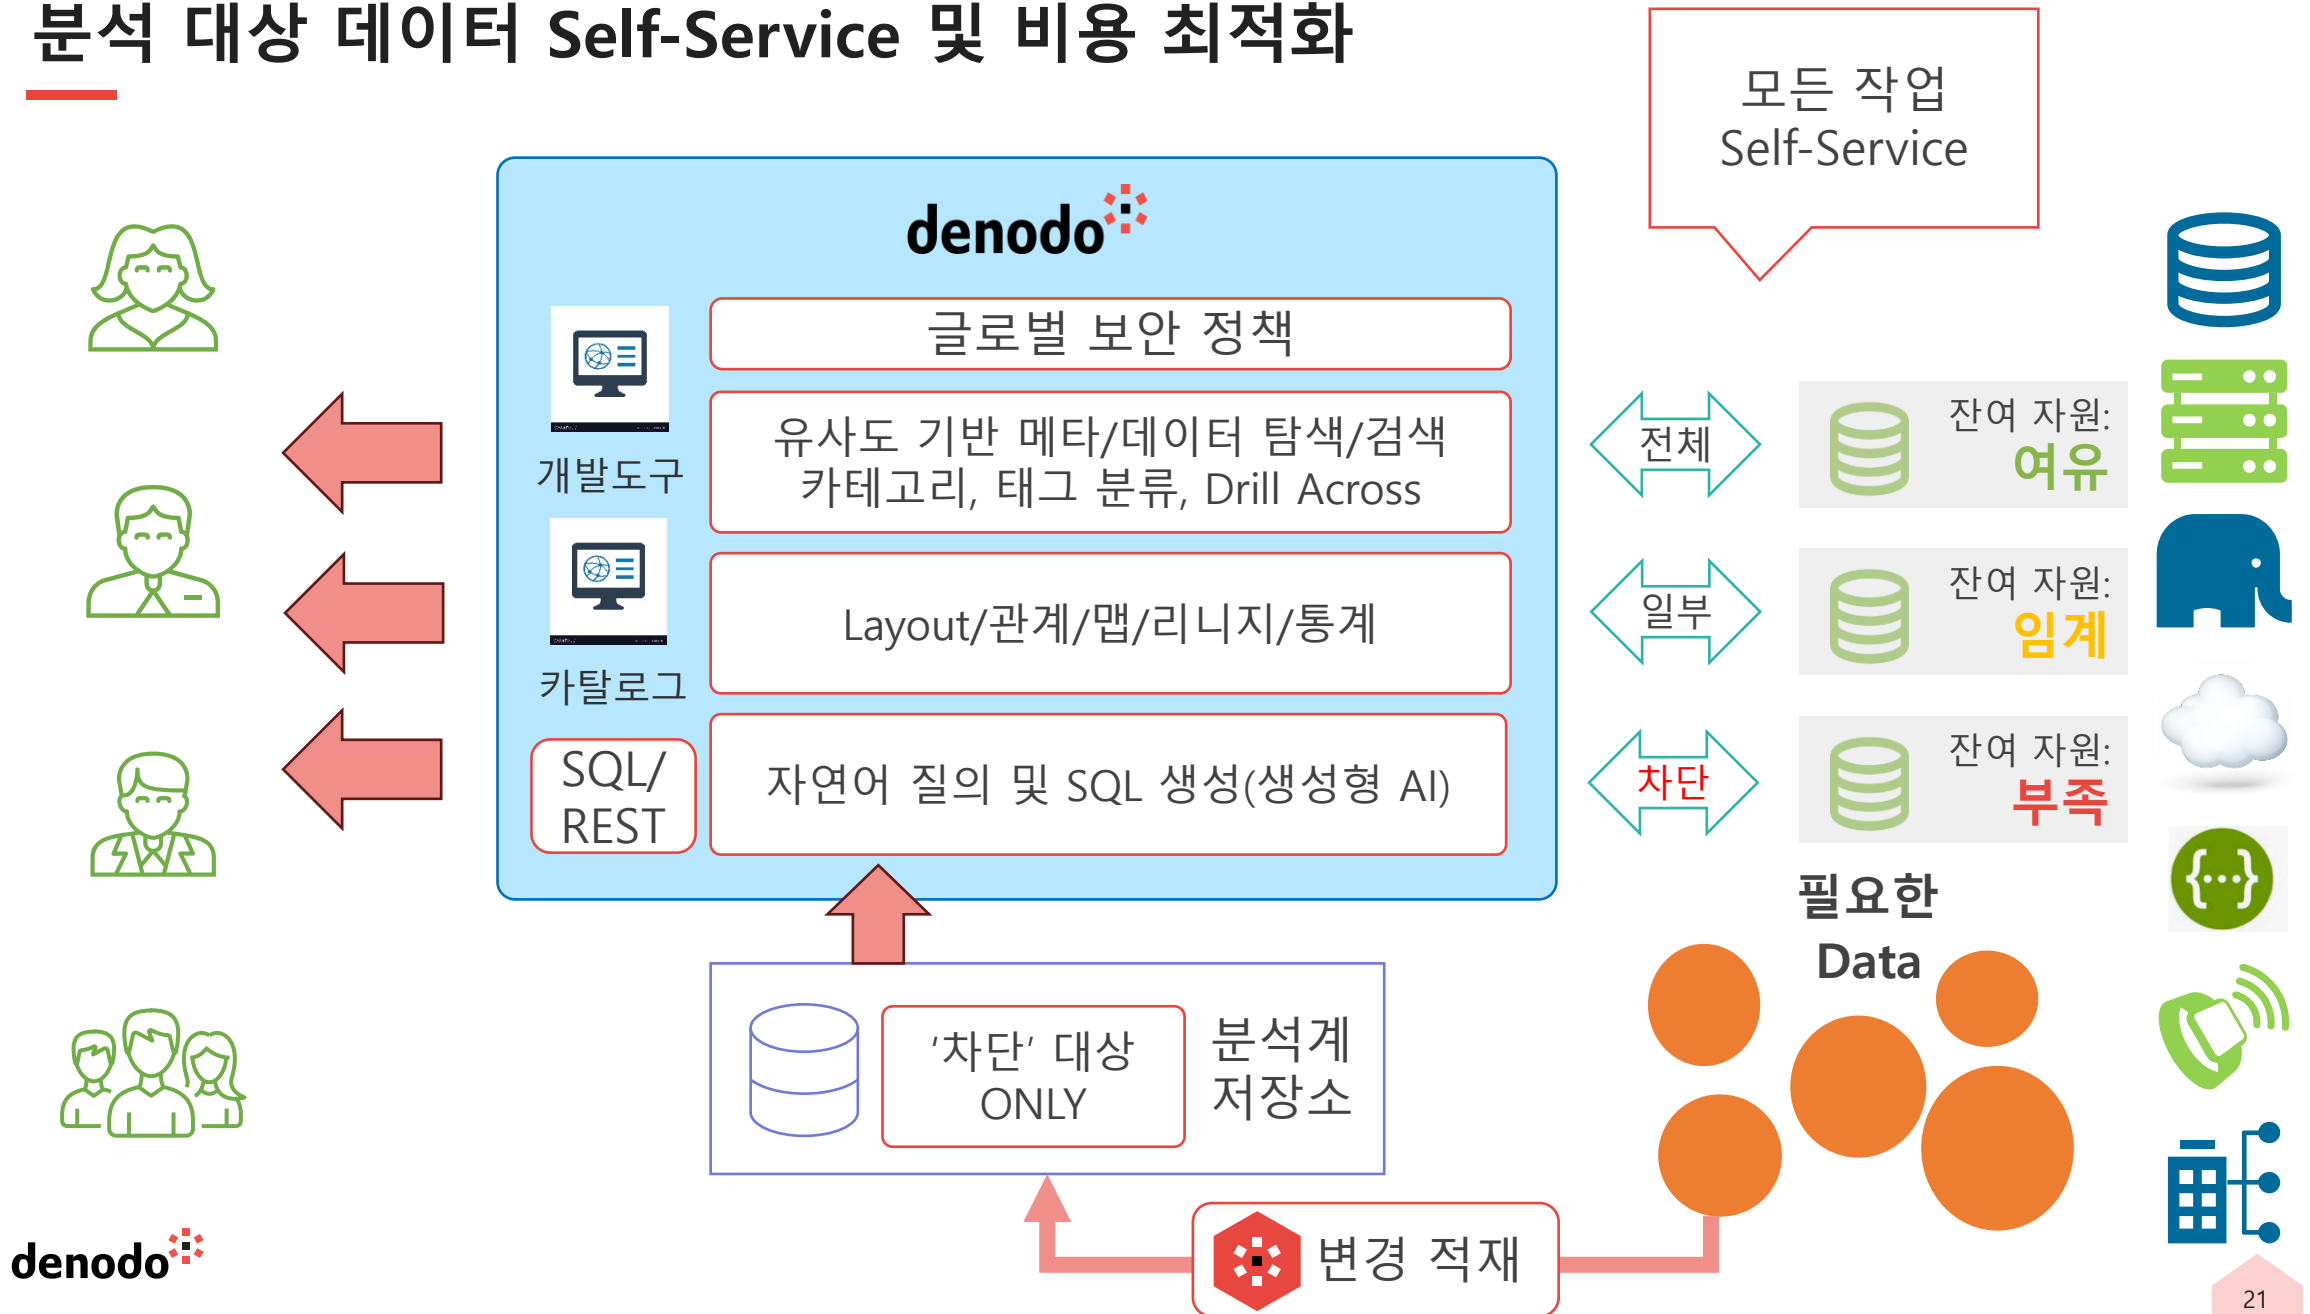 분석 대상 데이터 Self-Service 및 비용 최적화
모든 작업
Self-Service
denodo
글로벌 보안 정책
개발도구
유사도 기반 메타/데이터 탐색/검색
카테고리, 태그 분류, Drill Across
카탈로그
Layout/관계/맵/리니지/통계
SQL/
REST
자연어 질의 및 SQL 생성(생성형 AI)
전체
잔여 자원:
여유
일부
잔여 자원:
임계
차단
잔여 자원:
부족
필요한
Data
'차단' 대상
ONLY
분석계
저장소
변경 적재
denodo
21